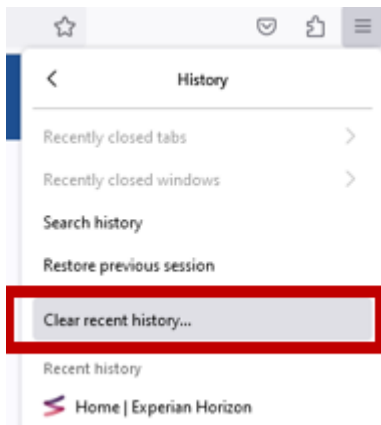 History
Recently closed tabs
Recently closed windows
Search history
Restore previous session
Clear recent history...
Recent history
Home | Experian Horizon